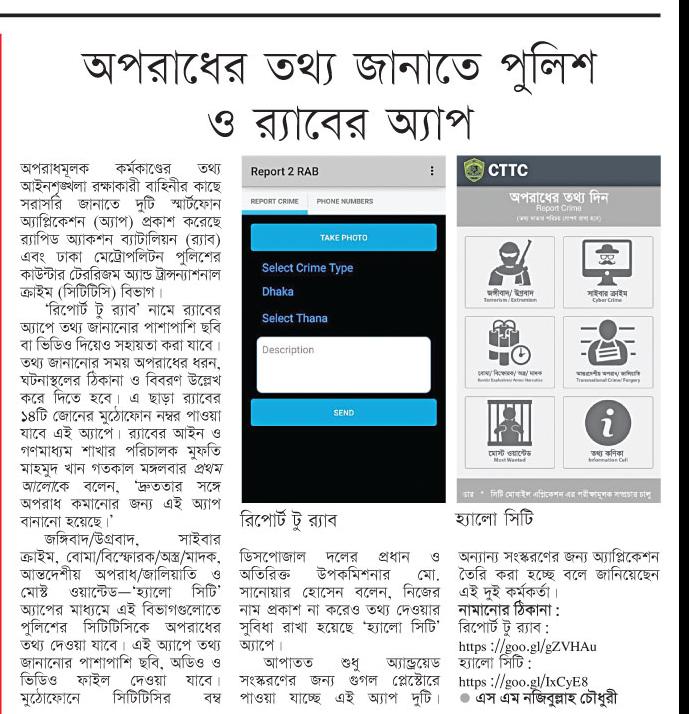 অপরাধের তথ্য জানাতে পুলিশ
ও র‍্যাবের অ্যাপ
অপরাধমূলক কর্মকাণ্ডের তথ্য
আইনশৃঙ্খলা রক্ষাকারী বাহিনীর কাছে
সরাসরি জানাতে দুটি স্মার্টফোন
অ্যাপ্লিকেশন (অ্যাপ) প্রকাশ করেছে
র‍্যাপিড অ্যাকশন ব্যাটালিয়ন (র‍্যাব)
এবং ঢাকা মেট্রোপলিটন পুলিশের
কাউন্টার টেররিজম অ্যান্ড ট্রান্সন্যাশনাল
ক্রাইম (সিটিটিসি) বিভাগ।
‘রিপোর্ট টু র‍্যাব’ নামে র‍্যাবের
অ্যাপে তথ্য জানানোর পাশাপাশি ছবি
বা ভিডিও দিয়েও সহায়তা করা যাবে।
তথ্য জানানোর সময় অপরাধের ধরন,
ঘটনাস্থলের ঠিকানা ও বিবরণ উল্লেখ
করে দিতে হবে। এ ছাড়া র‍্যাবের
১৪টি জোনের মুঠোফোন নম্বর পাওয়া
যাবে এই অ্যাপে। র‍্যাবের আইন ও
গণমাধ্যম শাখার পরিচালক মুফতি
মাহমুদ খান গতকাল মঙ্গলবার প্রথম
আলোকে বলেন, ‘দ্রুততার সঙ্গে
অপরাধ কমানোর জন্য এই অ্যাপ
বানানো হয়েছে।’
জঙ্গিবাদ/উগ্রবাদ, সাইবার
ক্রাইম, বোমা/বিস্ফোরক/অস্ত্র/মাদক,
আন্তদেশীয় অপরাধ/জালিয়াতি ও
মোস্ট ওয়ান্টেড—‘হ্যালো সিটি’
অ্যাপের মাধ্যমে এই বিভাগগুলোতে
পুলিশের সিটিটিসিকে অপরাধের
তথ্য দেওয়া যাবে। এই অ্যাপে তথ্য
জানানোর পাশাপাশি ছবি, অডিও ও
ভিডিও ফাইল দেওয়া যাবে।
মুঠোফোনে সিটিটিসির বম্ব
Report 2 RAB
REPORT CRIME PHONE NUMBERS
TAKE PHOTO
Select Crime Type
Dhaka
Select Thana
Description
SEND
রিপোর্ট টু র‍্যাব
CTTC
অপরাধের তথ্য দিন
Report Crime
(তথ্য দাতার পরিচয় গোপন রাখা হবে)
জঙ্গীবাদ/ উগ্রবাদ
Terrorism / Extremism
সাইবার ক্রাইম
Cyber Crime
বোমা/ বিস্ফোরক/ অস্ত্র/ মাদক
Bomb/ Explosives/ Arms/ Narcotics
আন্তদেশীয় অপরাধ/ জালিয়াতি
Transnational Crime/ Forgery
মোস্ট ওয়ান্টেড
Most Wanted
তথ্য কণিকা
Information Cell
ডার * সিটি মোবাইল এপ্লিকেশন এর পরীক্ষামূলক সম্প্রচার চালু
হ্যালো সিটি
ডিসপোজাল দলের প্রধান ও
অতিরিক্ত উপকমিশনার মো.
সানোয়ার হোসেন বলেন, নিজের
নাম প্রকাশ না করেও তথ্য দেওয়ার
সুবিধা রাখা হয়েছে ‘হ্যালো সিটি’
অ্যাপে।
আপাতত শুধু অ্যান্ড্রয়েড
সংস্করণের জন্য গুগল প্লেস্টোরে
পাওয়া যাচ্ছে এই অ্যাপ দুটি।
অন্যান্য সংস্করণের জন্য অ্যাপ্লিকেশন
তৈরি করা হচ্ছে বলে জানিয়েছেন
এই দুই কর্মকর্তা।
নামানোর ঠিকানা :
রিপোর্ট টু র‍্যাব :
https ://goo.gl/gZVHAu
হ্যালো সিটি :
https ://goo.gl/IxCyE8
● এস এম নজিবুল্লাহ চৌধুরী